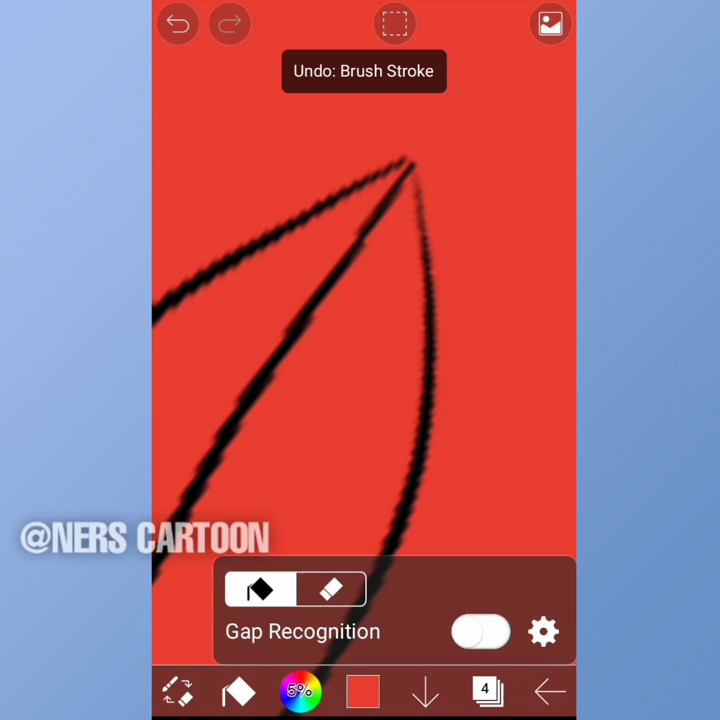 Undo: Brush Stroke
@NERS CARTOON
Gap Recognition
5%
4